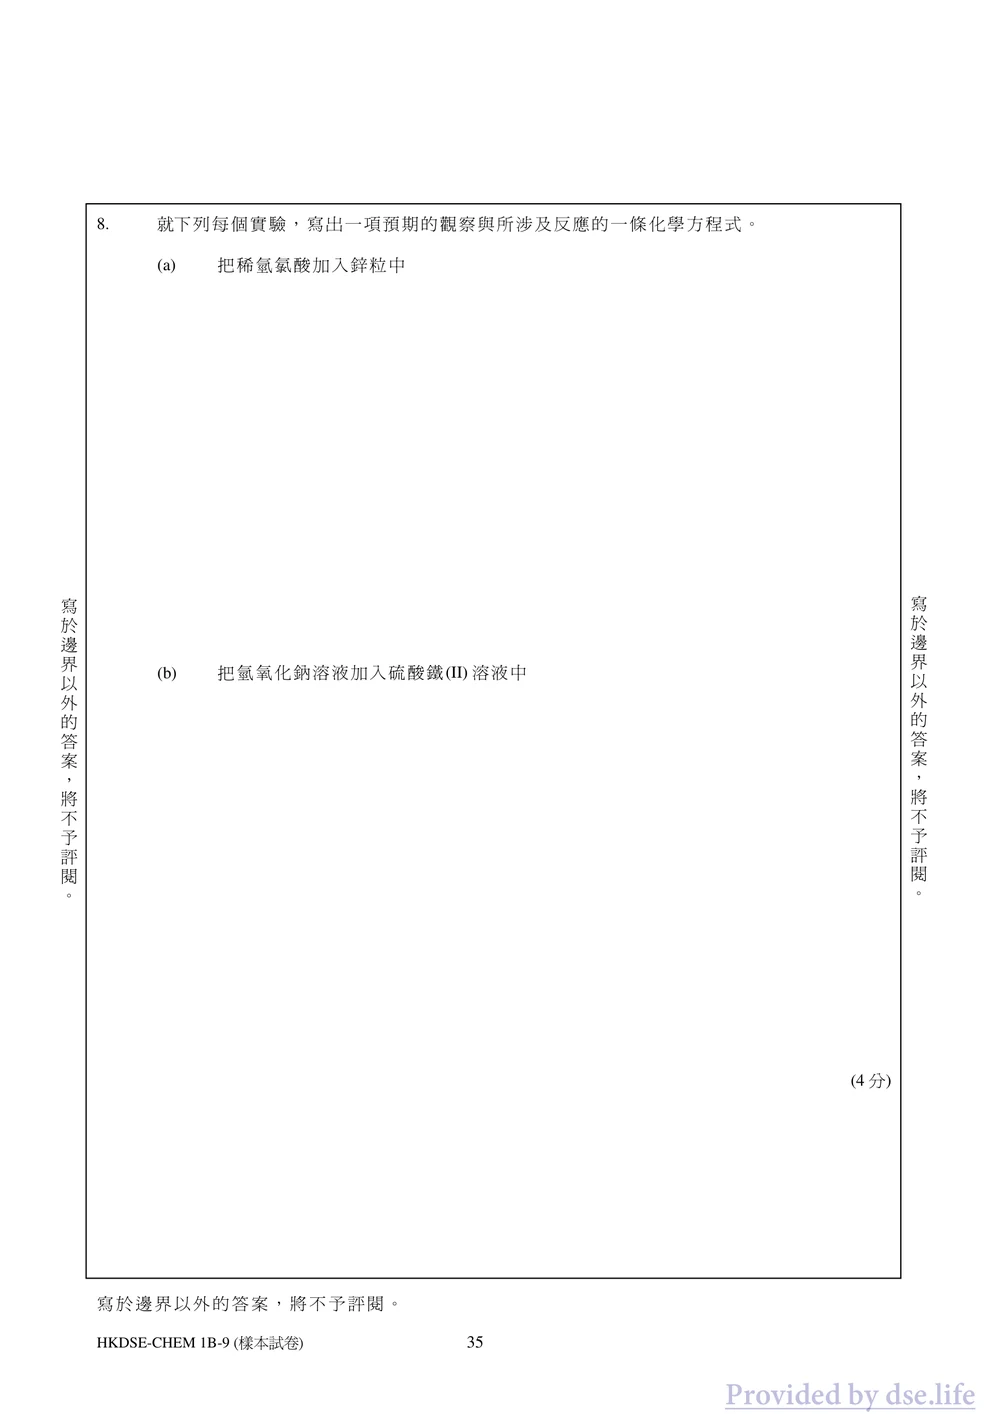 8. 就下列每個實驗，寫出一項預期的觀察與所涉及反應的一條化學方程式。
(a) 把稀氫氯酸加入鋅粒中
(b) 把氫氧化鈉溶液加入硫酸鐵(II) 溶液中
(4 分)
寫於邊界以外的答案，將不予評閱。
寫於邊界以外的答案，將不予評閱。
寫於邊界以外的答案，將不予評閱。
HKDSE-CHEM 1B-9 (樣本試卷) 35
Provided by dse.life